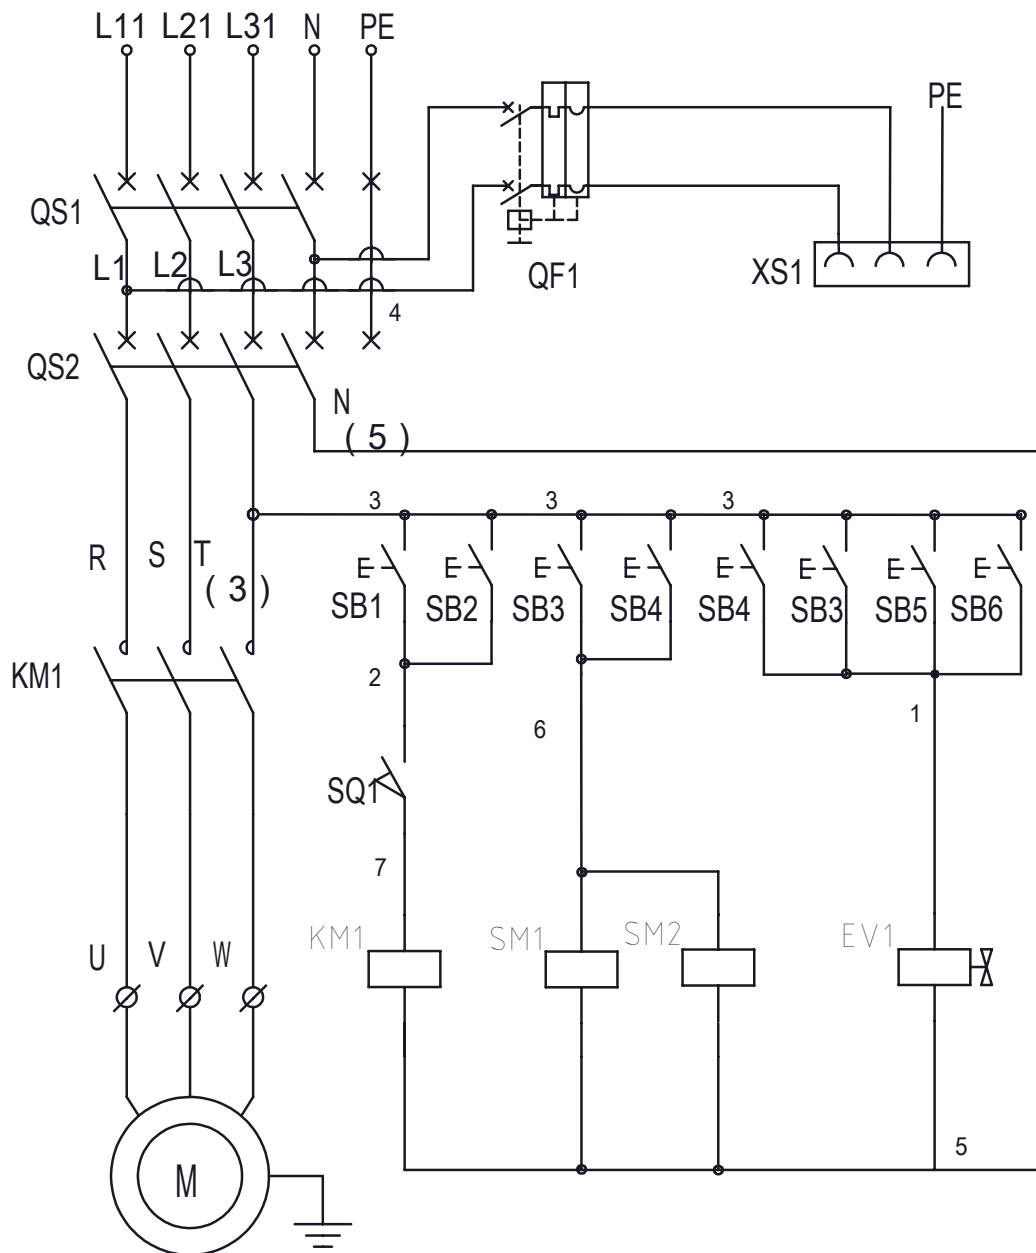 L11 L21 L31 N PE
PE
QS1
L1 L2 L3
QF1
XS1
4
QS2
N
( 5 )
3 3 3
R S T
( 3 )
SB1 SB2 SB3 SB4 SB4 SB3 SB5 SB6
KM1
2
6
1
SQ1
7
KM1 SM1 SM2 EV1
U V W
5
M